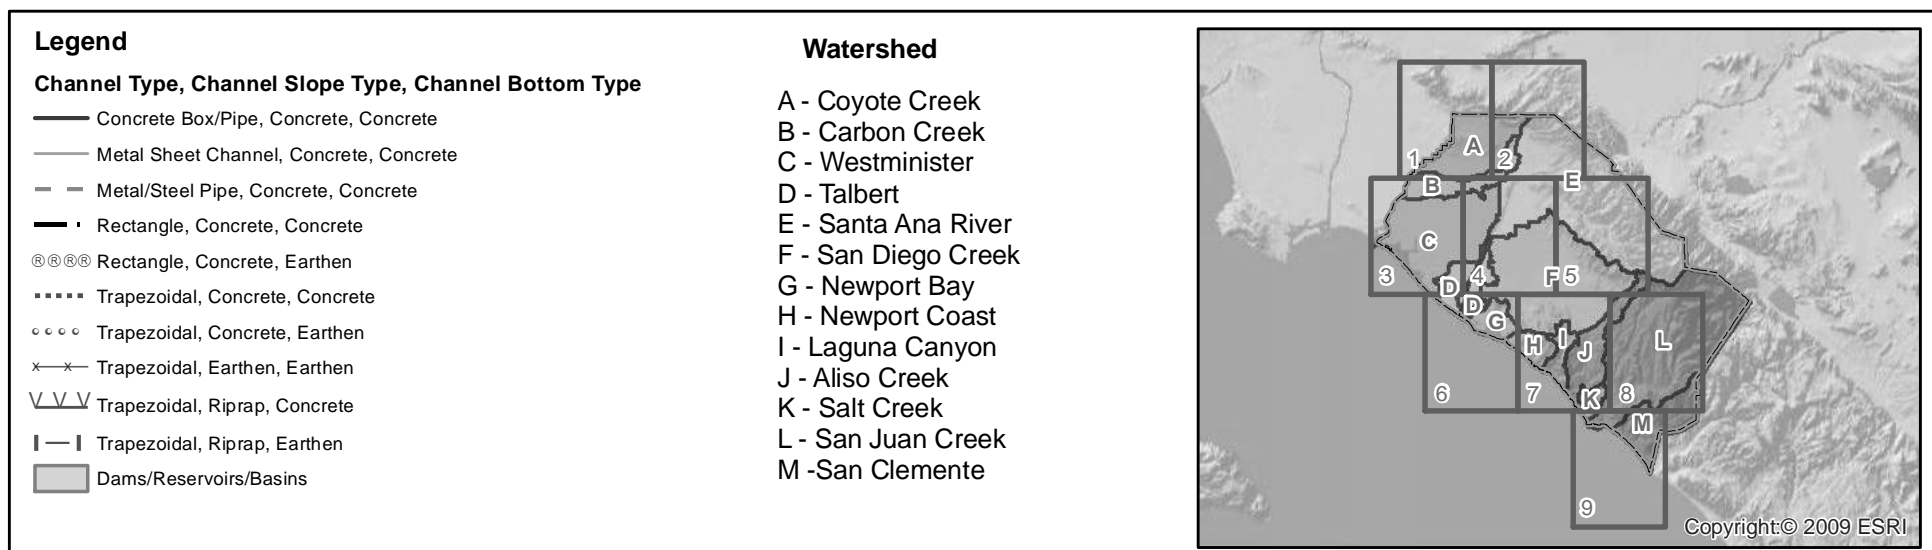 Legend
Channel Type, Channel Slope Type, Channel Bottom Type
Concrete Box/Pipe, Concrete, Concrete
Metal Sheet Channel, Concrete, Concrete
Metal/Steel Pipe, Concrete, Concrete
Rectangle, Concrete, Concrete
®®®® Rectangle, Concrete, Earthen
Trapezoidal, Concrete, Concrete
Trapezoidal, Concrete, Earthen
Trapezoidal, Earthen, Earthen
Trapezoidal, Riprap, Concrete
Trapezoidal, Riprap, Earthen
Dams/Reservoirs/Basins
Watershed
A - Coyote Creek
B - Carbon Creek
C - Westminister
D - Talbert
E - Santa Ana River
F - San Diego Creek
G - Newport Bay
H - Newport Coast
I - Laguna Canyon
J - Aliso Creek
K - Salt Creek
L - San Juan Creek
M -San Clemente
1 A 2
B E
C
3 D 4 F 5
D G
H I J L
6 7 K 8
M
9
Copyright:© 2009 ESRI